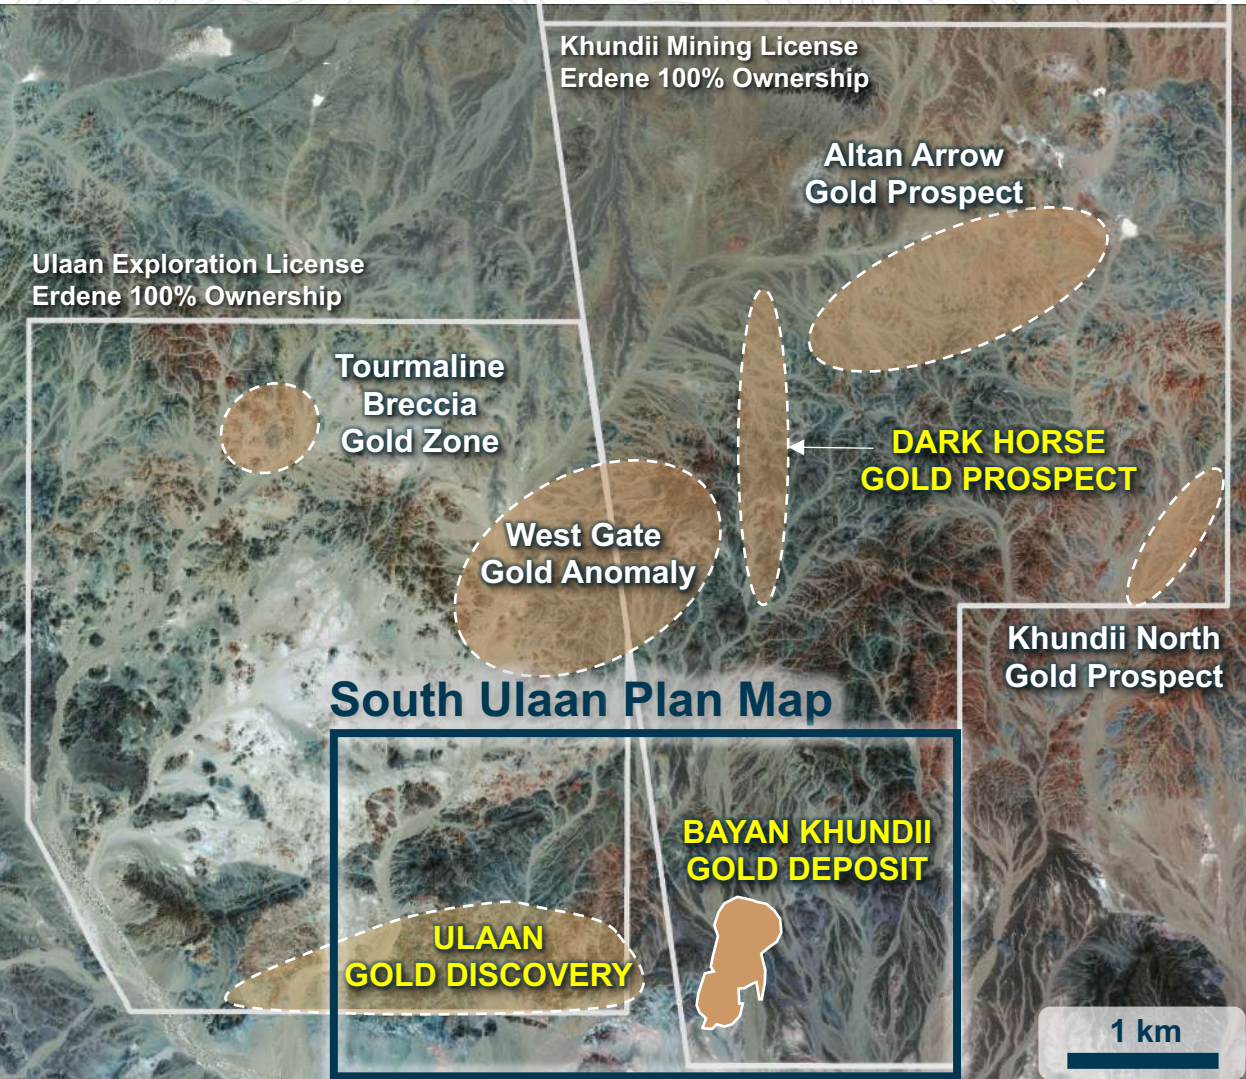 Khundii Mining License
Erdene 100% Ownership
Altan Arrow
Gold Prospect
Ulaan Exploration License
Erdene 100% Ownership
Tourmaline
Breccia
Gold Zone
DARK HORSE
GOLD PROSPECT
West Gate
Gold Anomaly
Khundii North
Gold Prospect
South Ulaan Plan Map
BAYAN KHUNDII
GOLD DEPOSIT
ULAAN
GOLD DISCOVERY
1 km